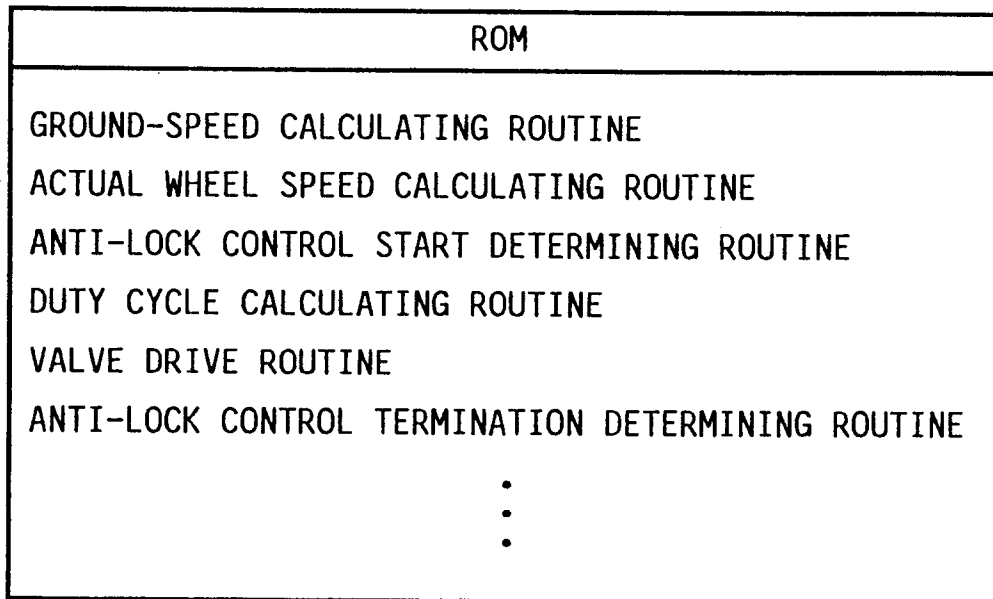 ROM
GROUND-SPEED CALCULATING ROUTINE
ACTUAL WHEEL SPEED CALCULATING ROUTINE
ANTI-LOCK CONTROL START DETERMINING ROUTINE
DUTY CYCLE CALCULATING ROUTINE
VALVE DRIVE ROUTINE
ANTI-LOCK CONTROL TERMINATION DETERMINING ROUTINE